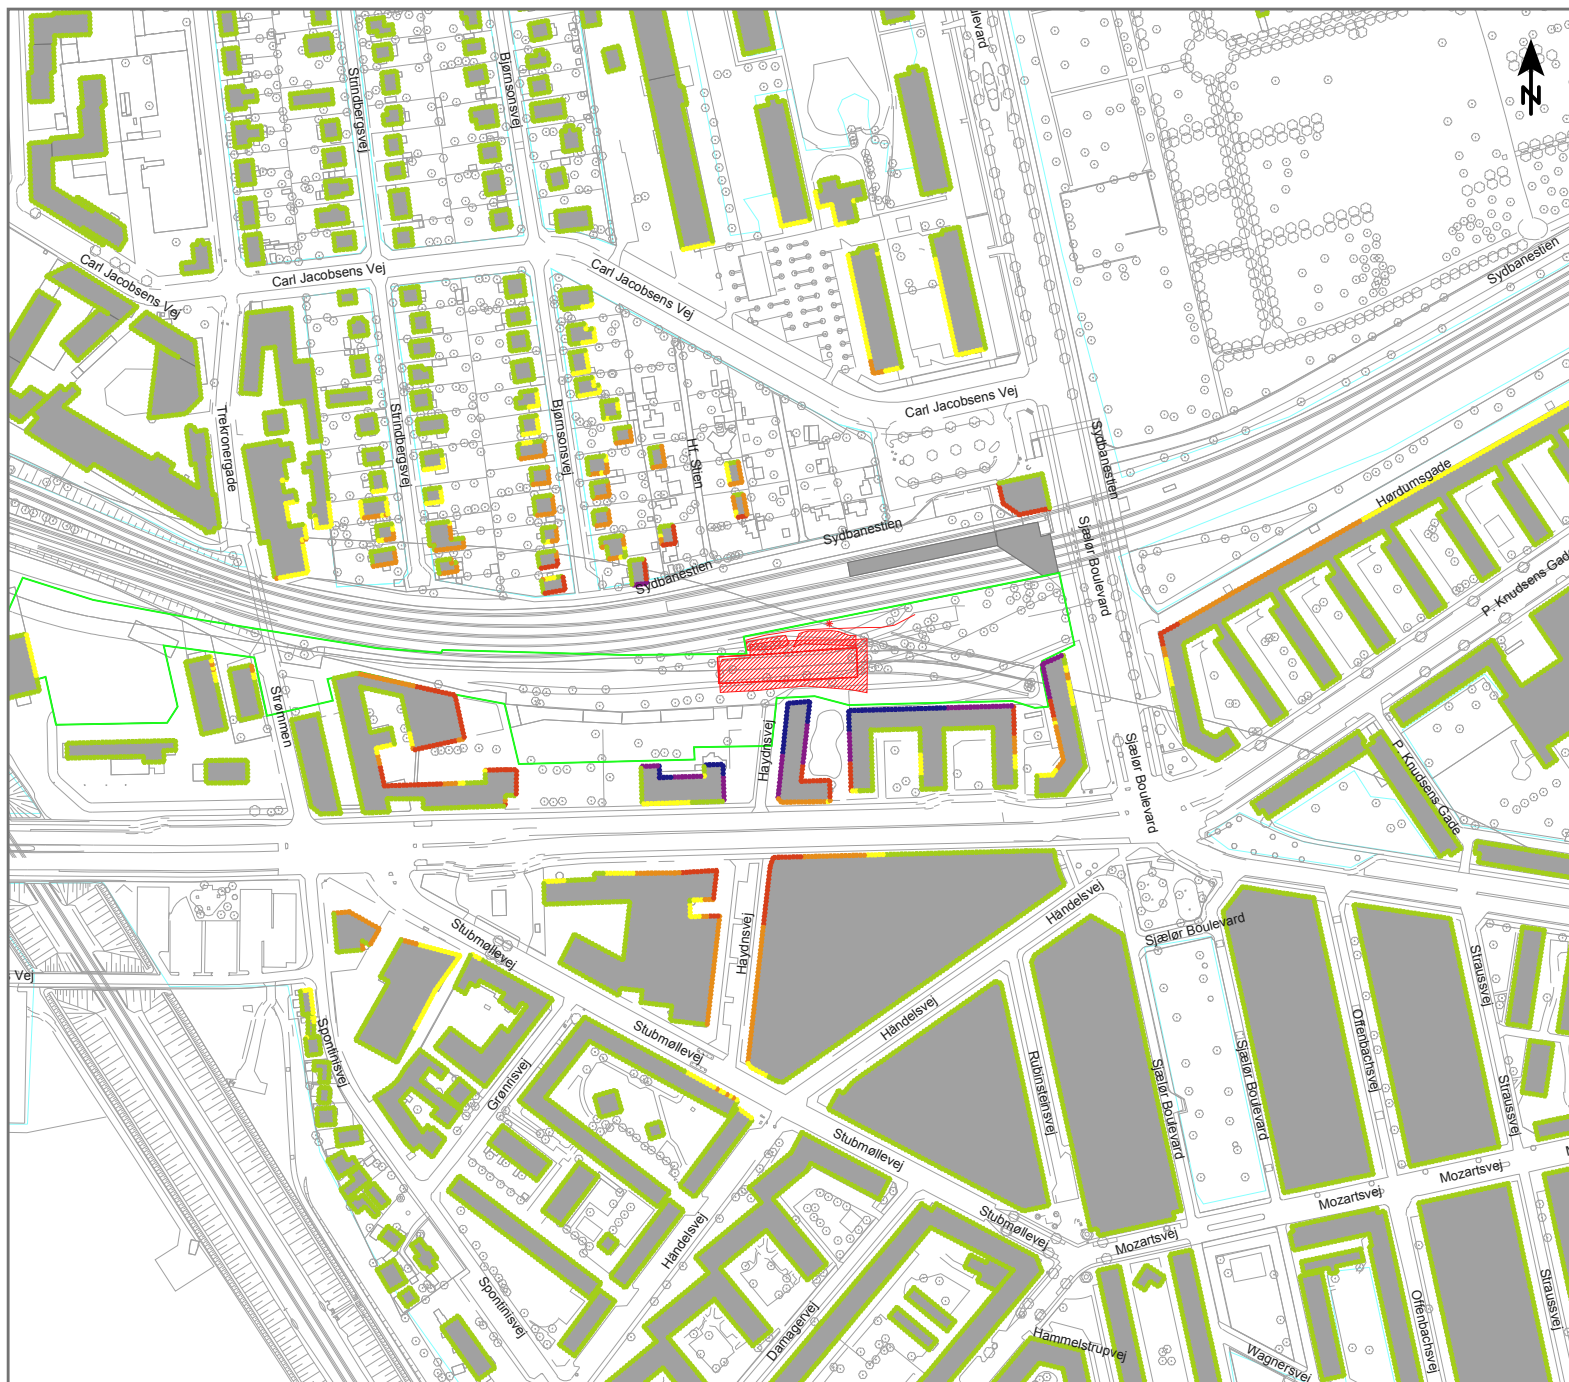 ulevard
Bjørnsonsvej
Strindbergsvej
N
Sydbanestien
Carl Jacobsens Vej
Carl Jacobsens Vej
Carl Jacobsens Vej
Carl Jacobsens Vej
Trekronergade
Strindbergsvej
Bjørnsonsvej
Hf. Stien
Sydbanestien
Hørdumsgade
Sydbanestien
Sydbanestien
Sjælør Boulevard
P. Knudsens Gade
Strømmen
Haydnsvej
Sjælør Boulevard
P. Knudsens Gade
Händelsvej
Stubmøllevej
Haydnsvej
Sjælør Boulevard
Vej
Straussvej
Händelsvej
Spontinisvej
Stubmøllevej
Grønrisvej
Rubinsteinsvej
Sjælør Boulevard
Sjælør Boulevard
Offenbachsvej
Straussvej
Stubmøllevej
Mozartsvej
Mozartsvej
Händelsvej
Stubmøllevej
Mozartsvej
Spontinisvej
Damagervej
Hammelstrupvej
Wagnersvej
Offenbachsvej
Straussvej